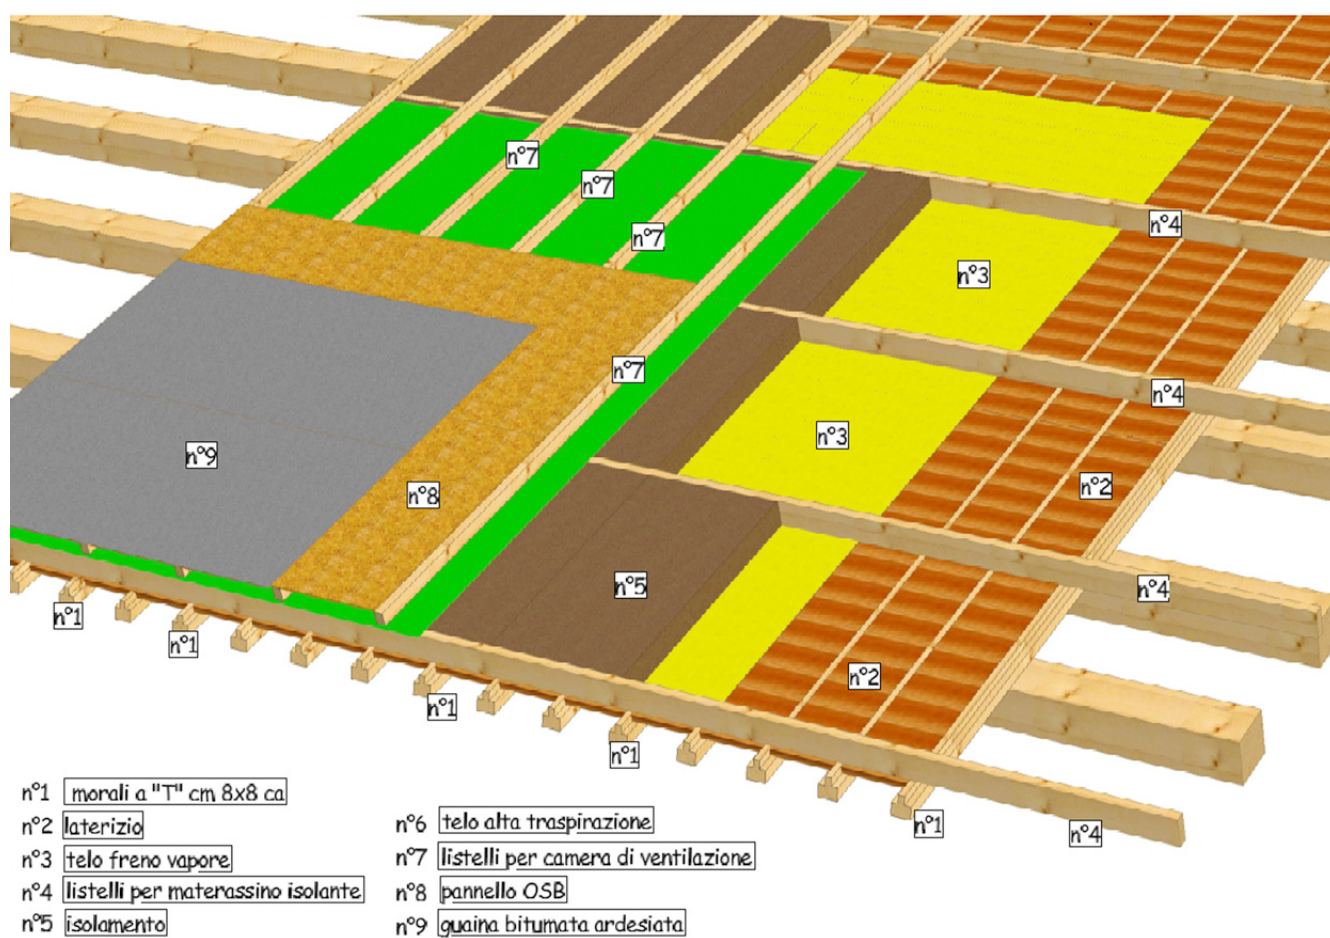 n°7
n°7
n°4
n°7
n°3
n°7
n°4
n°3
n°9
n°2
n°8
n°5
n°4
n°1
n°1
n°2
n°1
n°1
n°1
n°4
n°1 morali a "T" cm 8x8 ca
n°2 laterizio
n°3 telo freno vapore
n°4 listelli per materassino isolante
n°5 isolamento
n°6 telo alta traspirazione
n°7 listelli per camera di ventilazione
n°8 pannello OSB
n°9 guaina bitumata ardesiata